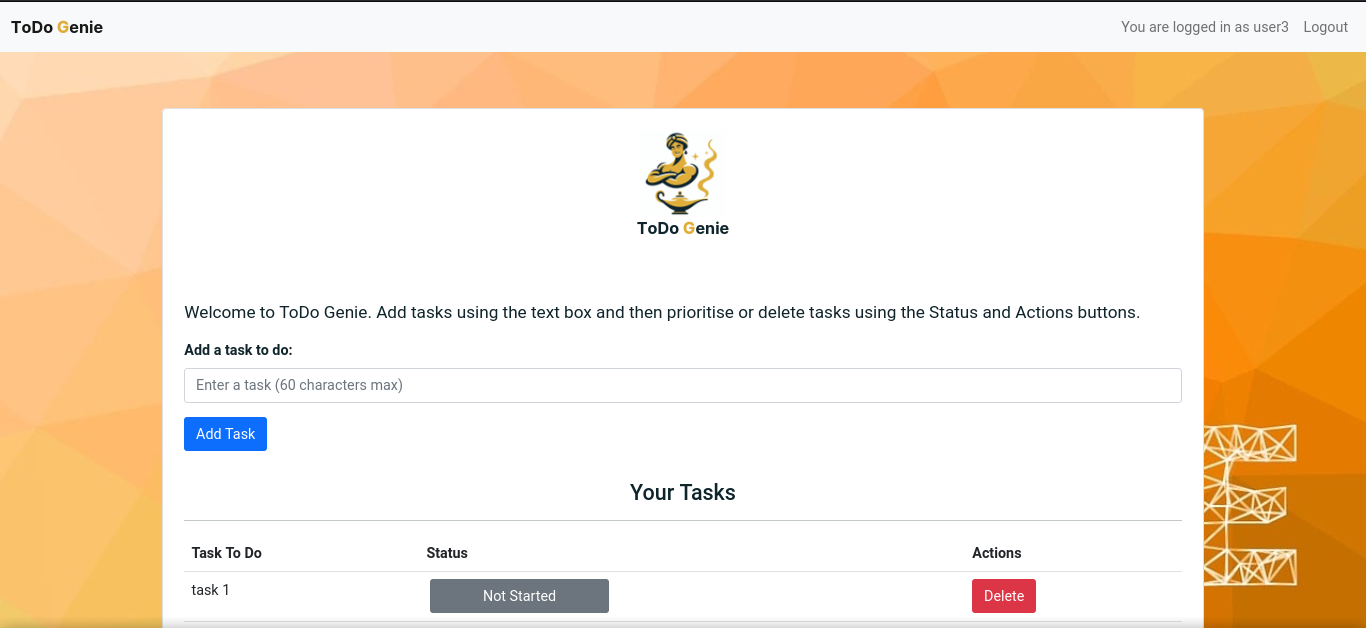 ToDo Genie
You are logged in as user3 Logout
ToDo Genie
Welcome to ToDo Genie. Add tasks using the text box and then prioritise or delete tasks using the Status and Actions buttons.
Add a task to do:
Enter a task (60 characters max)
Add Task
Your Tasks
Task To Do Status Actions
task 1 Not Started Delete
E